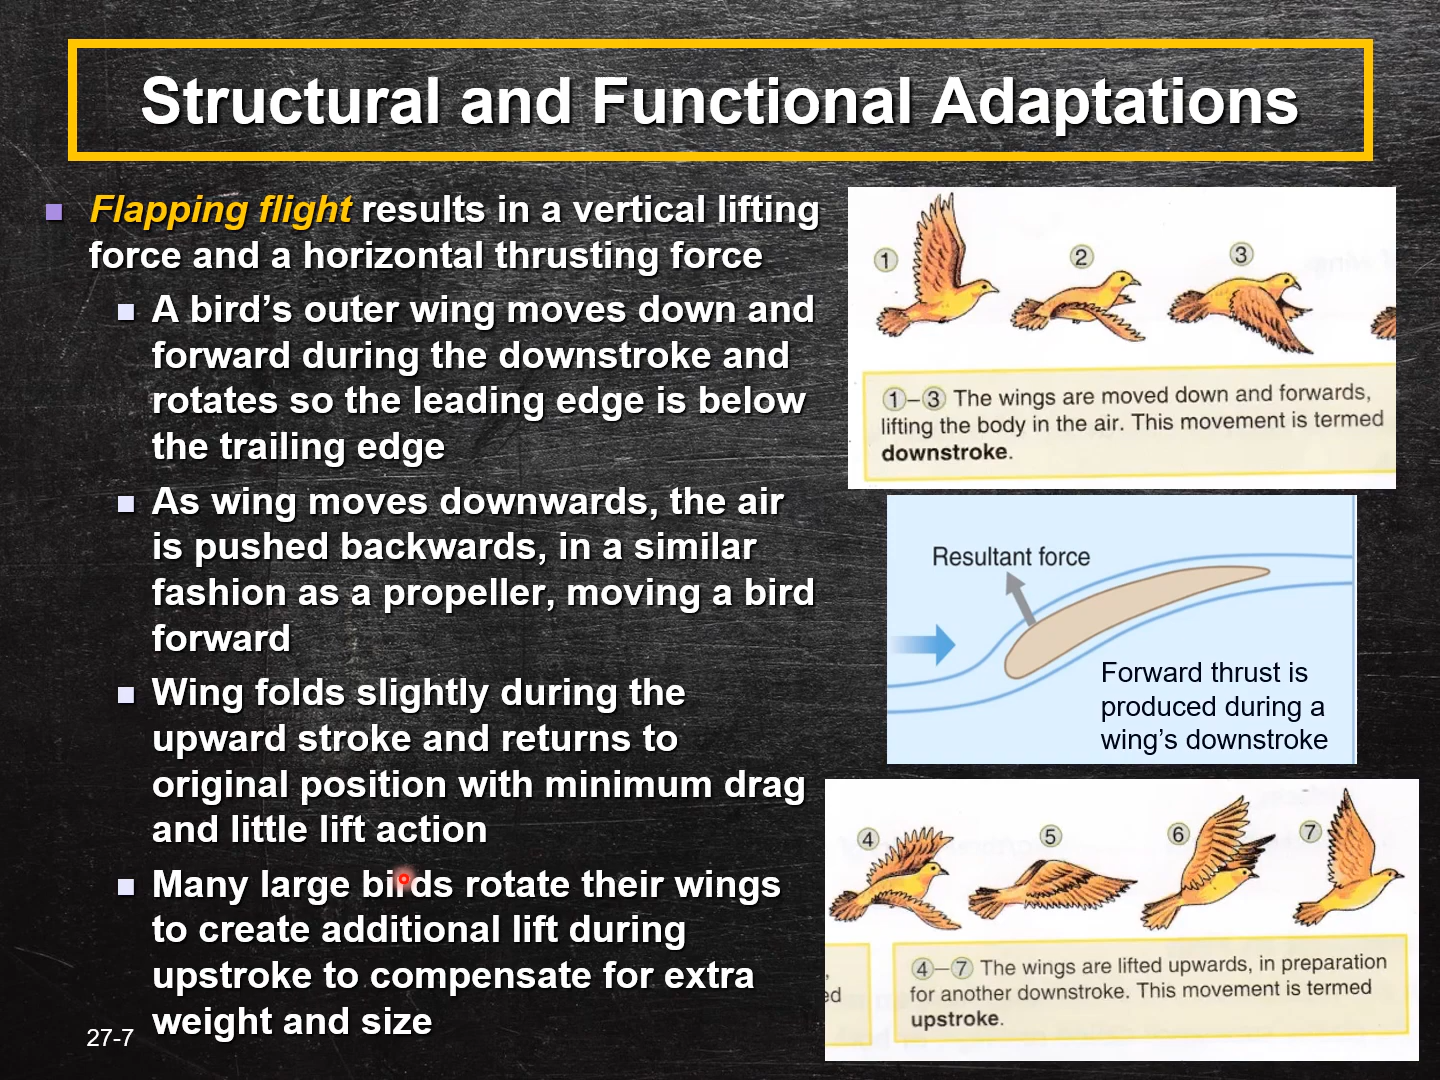 Structural and Functional Adaptations
Flapping flight results in a vertical lifting
force and a horizontal thrusting force
A bird’s outer wing moves down and
forward during the downstroke and
rotates so the leading edge is below
the trailing edge
As wing moves downwards, the air
is pushed backwards, in a similar
fashion as a propeller, moving a bird
forward
Wing folds slightly during the
upward stroke and returns to
original position with minimum drag
and little lift action
Many large birds rotate their wings
to create additional lift during
upstroke to compensate for extra
weight and size
27-7
1
2
3
1–3 The wings are moved down and forwards,
lifting the body in the air. This movement is termed
downstroke.
Resultant force
Forward thrust is
produced during a
wing’s downstroke
4
5
6
7
,
ed
4–7 The wings are lifted upwards, in preparation
for another downstroke. This movement is termed
upstroke.